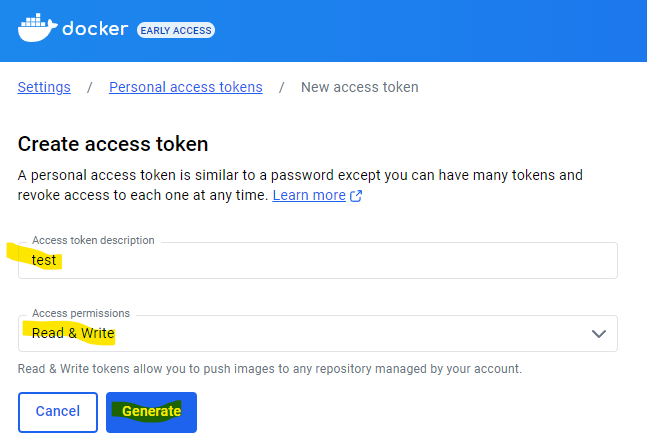 docker EARLY ACCESS
Settings / Personal access tokens / New access token
Create access token
A personal access token is similar to a password except you can have many tokens and
revoke access to each one at any time. Learn more
Access token description
test
Access permissions
Read & Write
Read & Write tokens allow you to push images to any repository managed by your account.
Cancel Generate